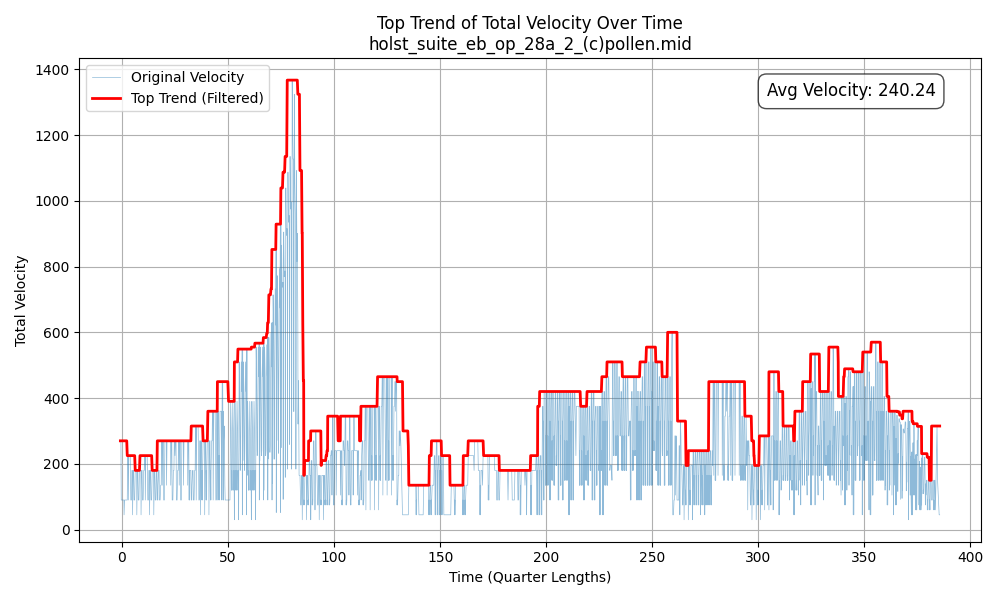 Top Trend of Total Velocity Over Time
holst_suite_eb_op_28a_2_(c)pollen.mid
Original Velocity
Top Trend (Filtered)
Avg Velocity: 240.24
Total Velocity
1400
1200
1000
800
600
400
200
0
0 50 100 150 200 250 300 350 400
Time (Quarter Lengths)